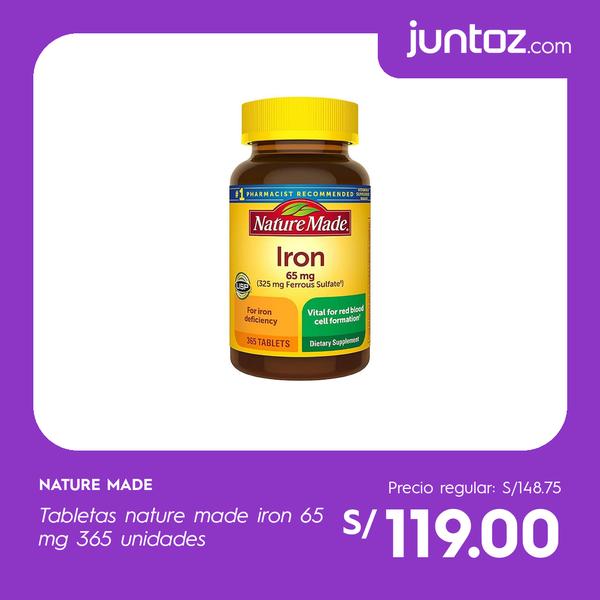 juntoz.com
#1 PHARMACIST RECOMMENDED
Nature Made
Iron
65 mg
(325 mg Ferrous Sulfate†)
USP
For iron
deficiency
Vital for red blood
cell formation†
365 TABLETS
Dietary Supplement
NATURE MADE
Tabletas nature made iron 65
mg 365 unidades
Precio regular: S/148.75
S/119.00